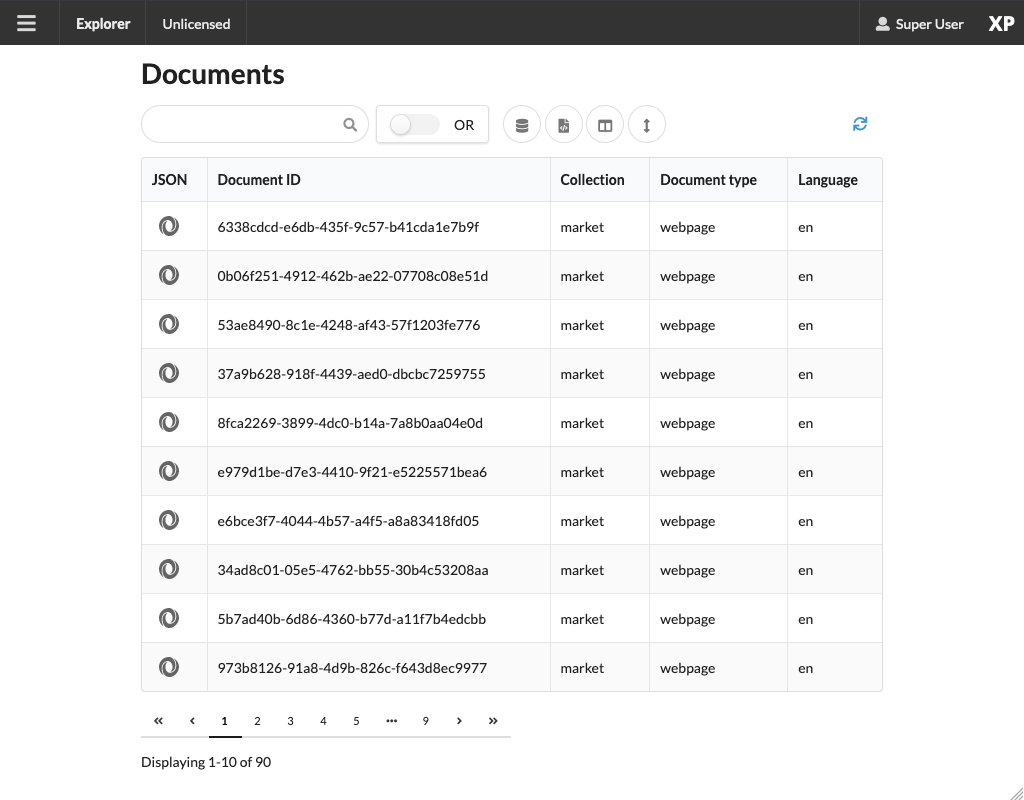 Explorer Unlicensed Super User XP
Documents
OR
JSON Document ID Collection Document type Language
6338cdcd-e6db-435f-9c57-b41cda1e7b9f market webpage en
0b06f251-4912-462b-ae22-07708c08e51d market webpage en
53ae8490-8c1e-4248-af43-57f1203fe776 market webpage en
37a9b628-918f-4439-aed0-dbcbc7259755 market webpage en
8fca2269-3899-4dc0-b14a-7a8b0aa04e0d market webpage en
e979d1be-d7e3-4410-9f21-e5225571bea6 market webpage en
e6bce3f7-4044-4b57-a4f5-a8a83418fd05 market webpage en
34ad8c01-05e5-4762-bb55-30b4c53208aa market webpage en
5b7ad40b-6d86-4360-b77d-a11f7b4edcbb market webpage en
973b8126-91a8-4d9b-826c-f643d8ec9977 market webpage en
« ‹ 1 2 3 4 5 ... 9 › »
Displaying 1-10 of 90